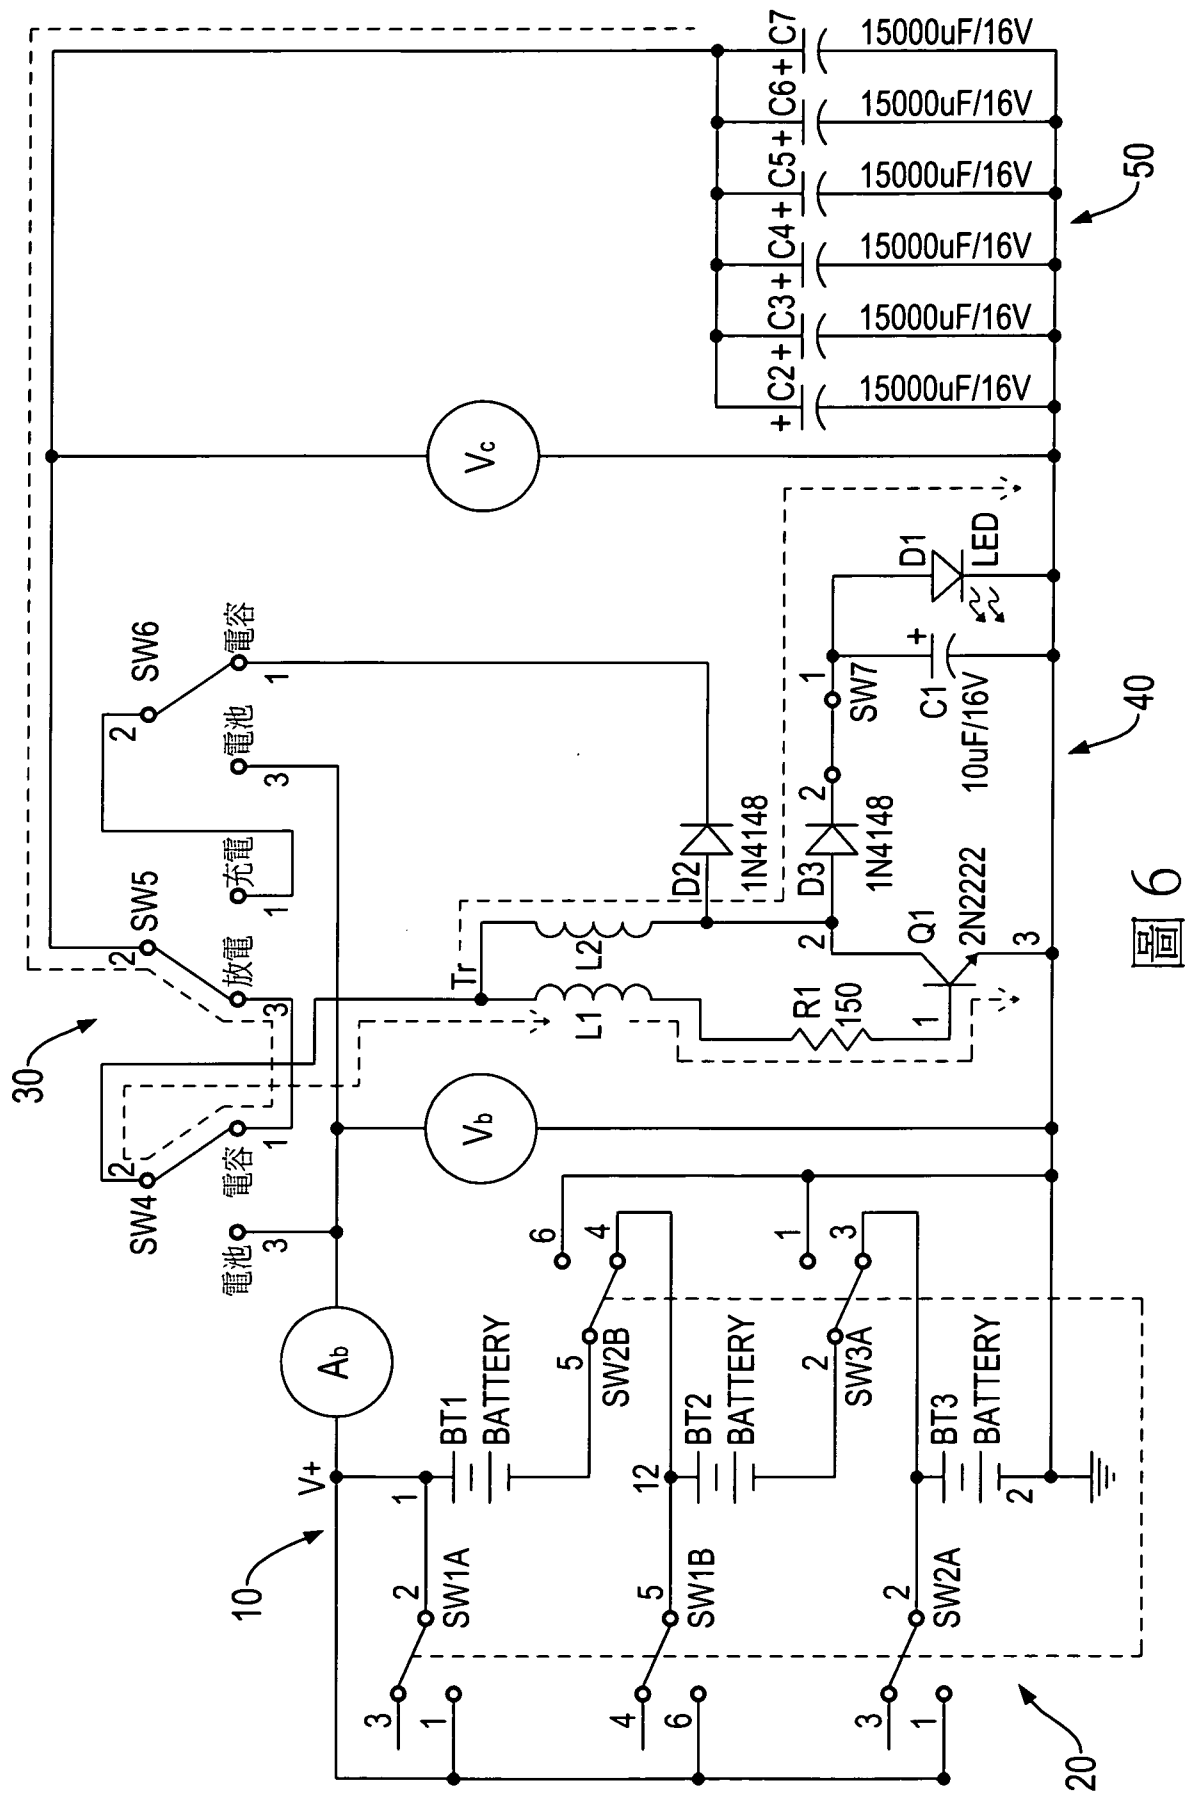 30
SW4
2
電池
3
電容
1
SW5
2
放電
3
充電
1
SW6
2
電池
3
電容
1
10
V+
Ab
Vb
Vc
Tr
L1
L2
R1
150
Q1
2N2222
1
2
3
D2
1N4148
D3
1N4148
2
1
SW7
C1
+
10uF/16V
D1
LED
40
+ C2
15000uF/16V
+ C3
15000uF/16V
+ C4
15000uF/16V
+ C5
15000uF/16V
+ C6
15000uF/16V
+ C7
15000uF/16V
50
3
1
2
SW1A
1
BT1
BATTERY
5
SW2B
6
4
4
6
5
SW1B
12
BT2
BATTERY
2
SW3A
1
3
3
1
2
SW2A
BT3
BATTERY
2
20
圖 6